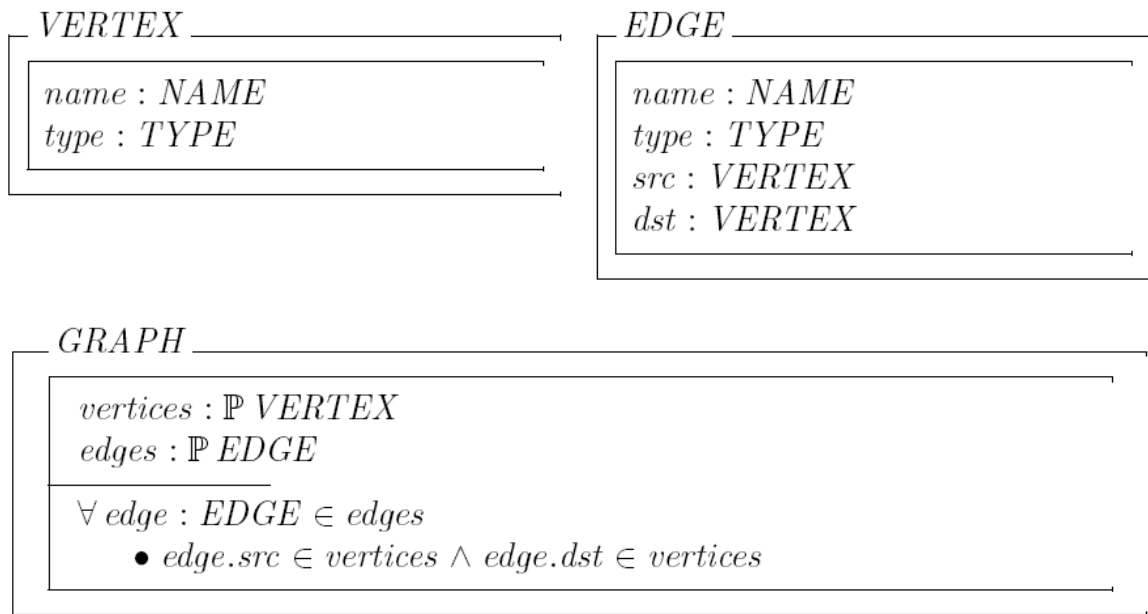 VERTEX
name : NAME
type : TYPE
EDGE
name : NAME
type : TYPE
src : VERTEX
dst : VERTEX
GRAPH
vertices : ℙ VERTEX
edges : ℙ EDGE
∀ edge : EDGE ∈ edges
• edge.src ∈ vertices ∧ edge.dst ∈ vertices